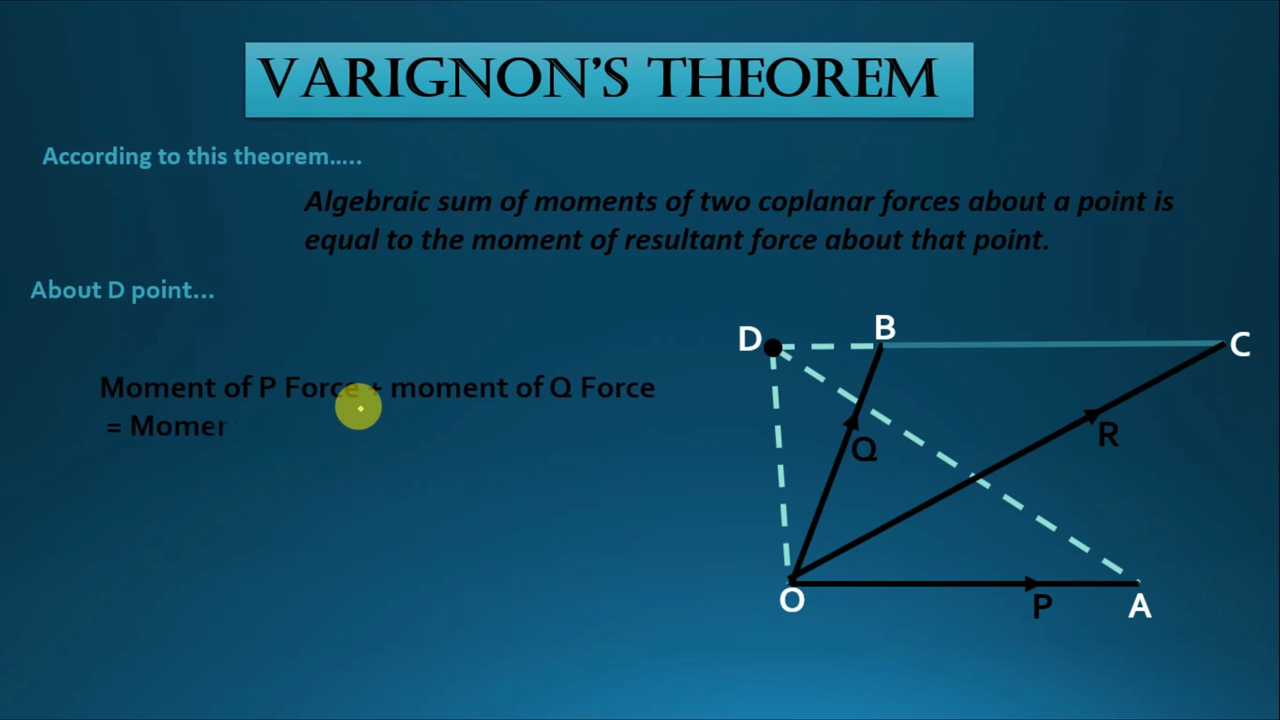 VARIGNON'S THEOREM
According to this theorem.....
Algebraic sum of moments of two coplanar forces about a point is
equal to the moment of resultant force about that point.
About D point...
Moment of P Force + moment of Q Force
= Momer
D
B
C
Q
R
O
P
A